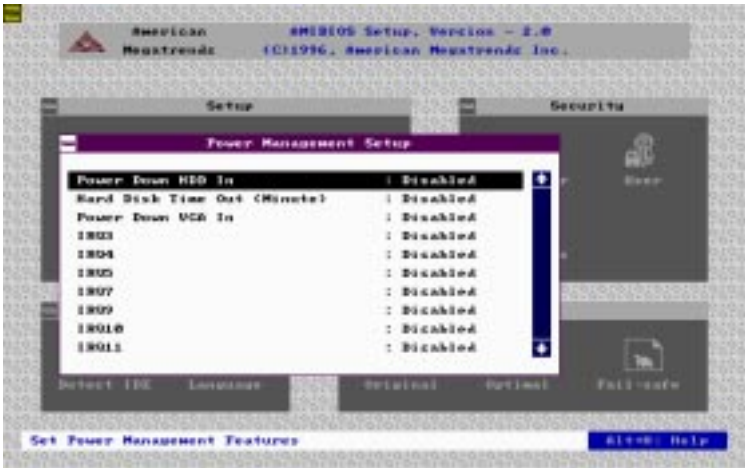 American Megatrends
AMIBIOS Setup, Version - 2.0
(C)1996, American Megatrends Inc.
Setup
Security
Power Management Setup
Power Down HDD In : Disabled
Hard Disk Time Out (Minute) : Disabled
Power Down VGA In : Disabled
IRQ3 : Disabled
IRQ4 : Disabled
IRQ5 : Disabled
IRQ7 : Disabled
IRQ9 : Disabled
IRQ10 : Disabled
IRQ11 : Disabled
User
Detect IDE
Language
Original
Optimal
Fail-safe
Set Power Management Features
Alt+H: Help